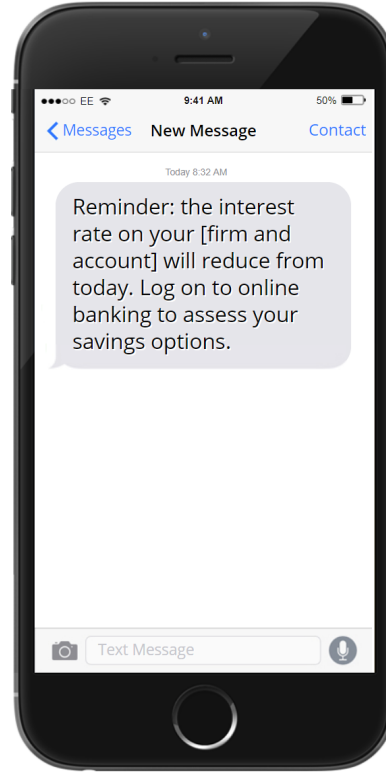 EE 9:41 AM 50%
Messages New Message Contact
Today 8:32 AM
Reminder: the interest
rate on your [firm and
account] will reduce from
today. Log on to online
banking to assess your
savings options.
Text Message